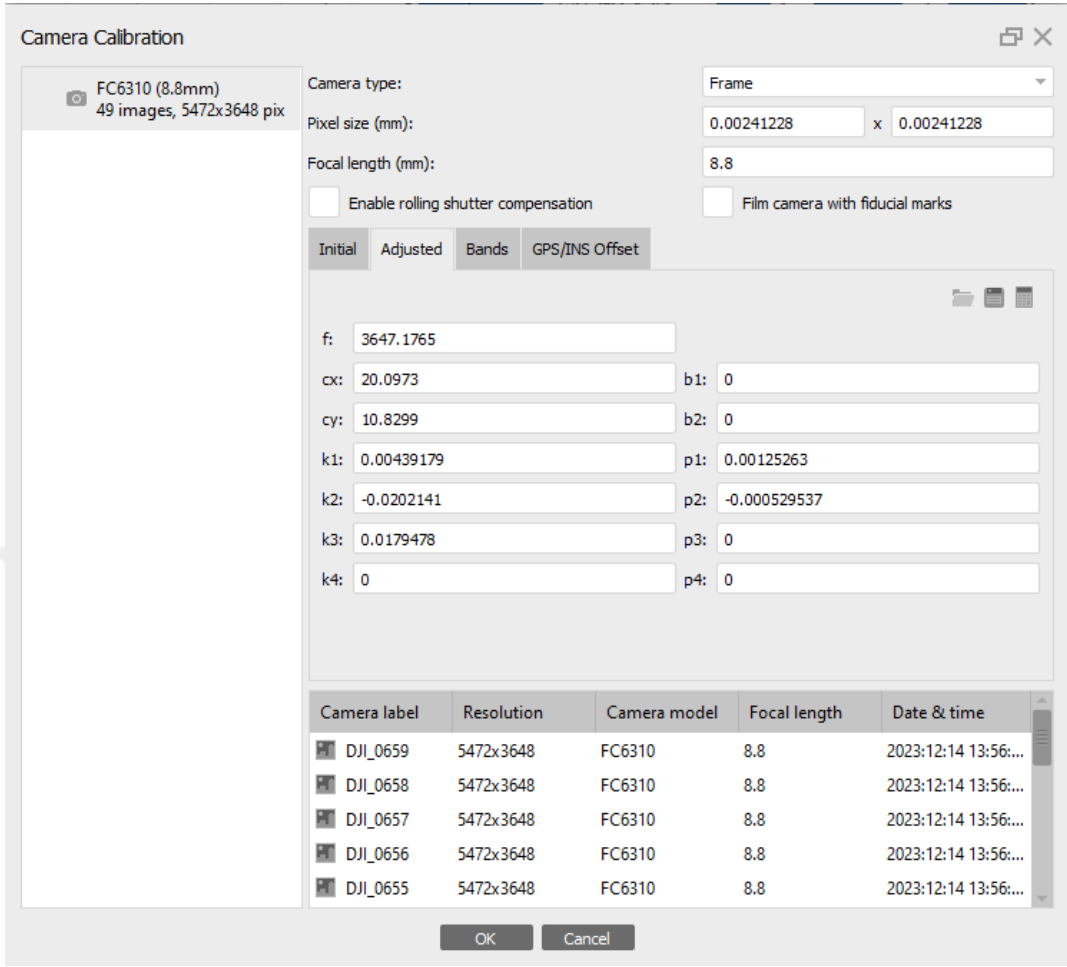 Camera Calibration
FC6310 (8.8mm)
49 images, 5472x3648 pix
Camera type: Frame
Pixel size (mm): 0.00241228 x 0.00241228
Focal length (mm): 8.8
Enable rolling shutter compensation Film camera with fiducial marks
Initial Adjusted Bands GPS/INS Offset
f: 3647.1765
cx: 20.0973 b1: 0
cy: 10.8299 b2: 0
k1: 0.00439179 p1: 0.00125263
k2: -0.0202141 p2: -0.000529537
k3: 0.0179478 p3: 0
k4: 0 p4: 0
Camera label Resolution Camera model Focal length Date & time
DJI_0659 5472x3648 FC6310 8.8 2023:12:14 13:56:...
DJI_0658 5472x3648 FC6310 8.8 2023:12:14 13:56:...
DJI_0657 5472x3648 FC6310 8.8 2023:12:14 13:56:...
DJI_0656 5472x3648 FC6310 8.8 2023:12:14 13:56:...
DJI_0655 5472x3648 FC6310 8.8 2023:12:14 13:56:...
OK Cancel